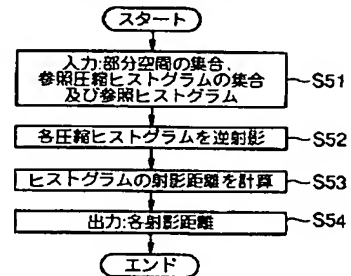 スタート
入力:部分空間の集合、
参照圧縮ヒストグラムの集合
及び参照ヒストグラム
S51
各圧縮ヒストグラムを逆射影
S52
ヒストグラムの射影距離を計算
S53
出力:各射影距離
S54
エンド